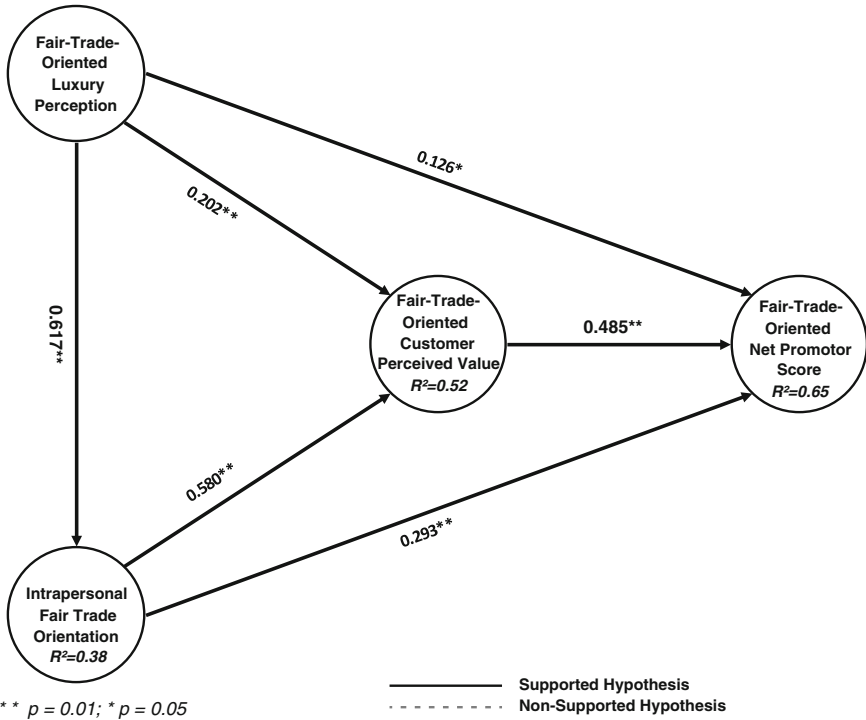 Fair-Trade-
Oriented
Luxury
Perception
0.126*
0.202**
0.617**
Fair-Trade-
Oriented
Customer
Perceived Value
R²=0.52
0.485**
Fair-Trade-
Oriented
Net Promotor
Score
R²=0.65
0.580**
0.293**
Intrapersonal
Fair Trade
Orientation
R²=0.38
Supported Hypothesis
Non-Supported Hypothesis
** p = 0.01; * p = 0.05